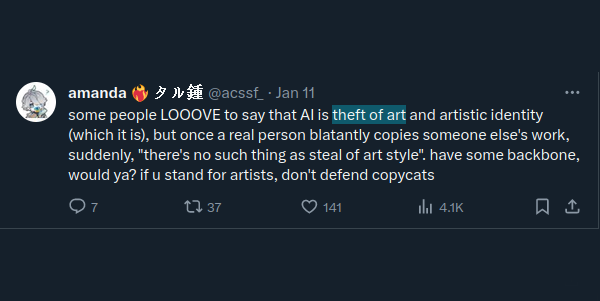 amanda ❤️‍🔥 タル鍾 @acssf_ · Jan 11
some people LOOOVE to say that AI is theft of art and artistic identity
(which it is), but once a real person blatantly copies someone else's work,
suddenly, "there's no such thing as steal of art style". have some backbone,
would ya? if u stand for artists, don't defend copycats
7 37 141 4.1K